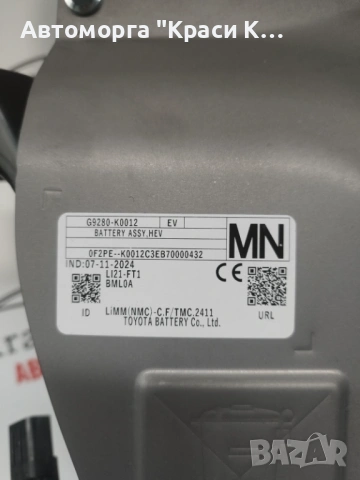 Автоморга "Краси К...
G9280-K0012 EV
BATTERY ASSY,HEV
MN
0F2PE--K0012C3EB70000432
IND:07-11-2024
LI21-FT1
BML0A
ID
LiMM(NMC)-C.F/TMC.2411
TOYOTA BATTERY Co., Ltd.
URL
BAZAR